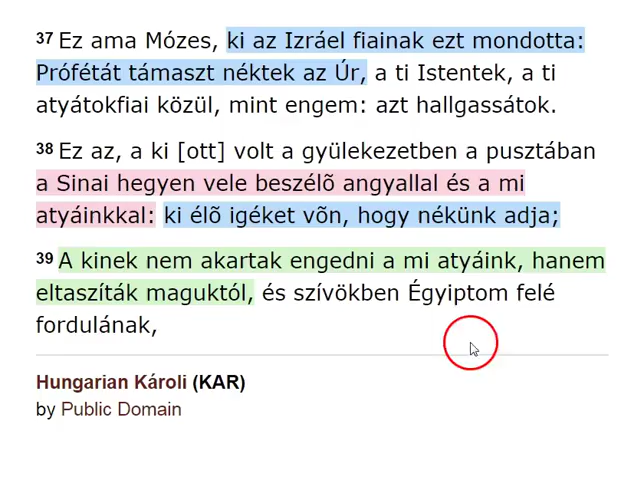 37 Ez ama Mózes, ki az Izráel fiainak ezt mondotta:
Prófétát támaszt néktek az Úr, a ti Istentek, a ti
atyátokfiai közül, mint engem: azt hallgassátok.
38 Ez az, a ki [ott] volt a gyülekezetben a pusztában
a Sinai hegyen vele beszélõ angyallal és a mi
atyáinkkal: ki élõ igéket võn, hogy nékünk adja;
39 A kinek nem akartak engedni a mi atyáink, hanem
eltaszíták maguktól, és szívökben Égyiptom felé
fordulának,
Hungarian Károli (KAR)
by Public Domain